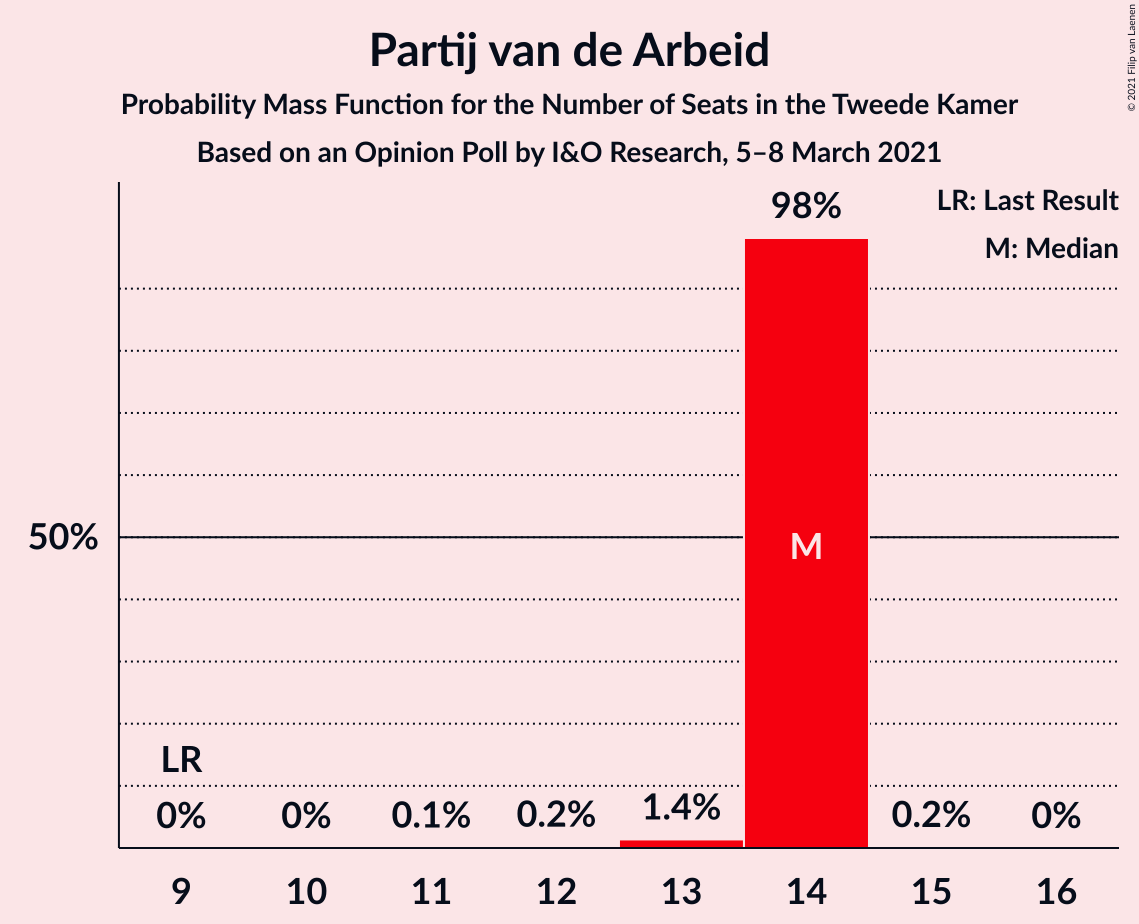 Partij van de Arbeid
Probability Mass Function for the Number of Seats in the Tweede Kamer
Based on an Opinion Poll by I&O Research, 5–8 March 2021
© 2021 Filip van Laenen
LR: Last Result
M: Median
98%
50%
M
LR
0%
0%
0.1%
0.2%
1.4%
0.2%
0%
9 10 11 12 13 14 15 16